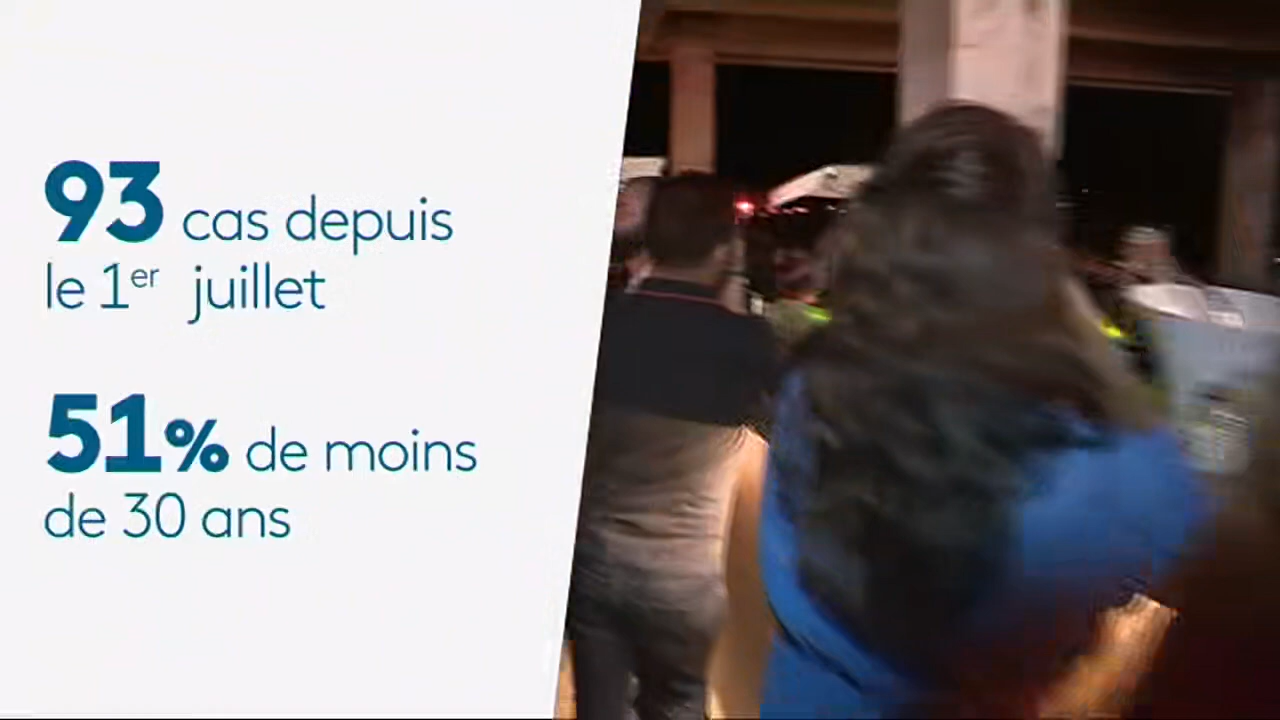 93 cas depuis
le 1er juillet
51% de moins
de 30 ans